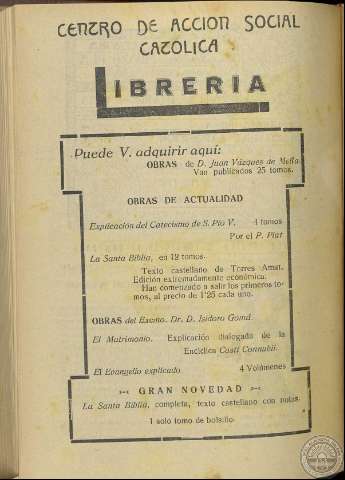 CENTRO DE ACCION SOCIAL
CATOLICA
LIBRERIA
Puede V. adquirir aquí:
OBRAS de D. Juan Vázques de Mella.
Van publicados 25 tomos.
OBRAS DE ACTUALIDAD
Explicación del Catecismo de S. Pío V. 4 tomos
Por el P. Plat
La Santa Biblia, en 12 tomos.
Texto castellano de Torres Amat.
Edición extremadamente económica.
Han comenzado a salir los primeros to-
mos, al precio de 1'25 cada uno.
OBRAS del Excmo. Dr. D. Isidoro Gomá.
El Matrimonio. Explicación dialogada de la
Encíclica Casti Connubii.
El Evangelio explicado 4 Volúmenes
GRAN NOVEDAD
La Santa Biblia, completa, texto castellano con notas.
1 solo tomo de bolsillo.